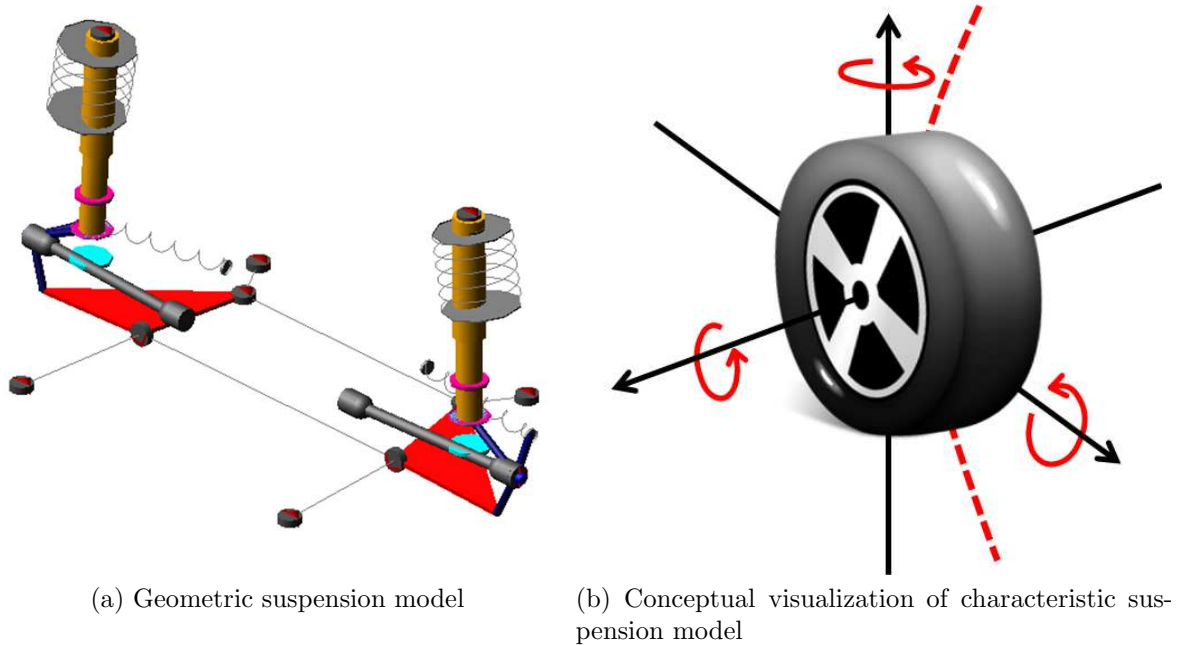 (a) Geometric suspension model
(b) Conceptual visualization of characteristic sus-
pension model